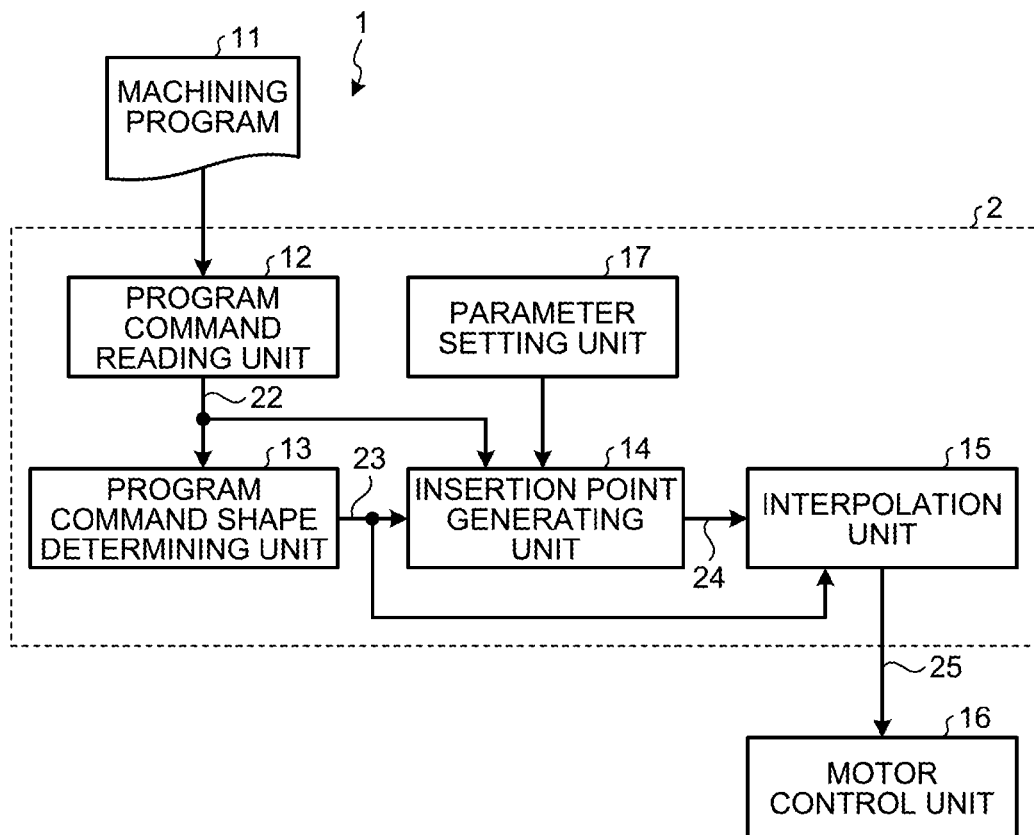 11
1
MACHINING
PROGRAM
2
12
17
PROGRAM
COMMAND
READING UNIT
PARAMETER
SETTING UNIT
22
13
23
14
15
PROGRAM
COMMAND SHAPE
DETERMINING UNIT
INSERTION POINT
GENERATING
UNIT
INTERPOLATION
UNIT
24
25
16
MOTOR
CONTROL UNIT